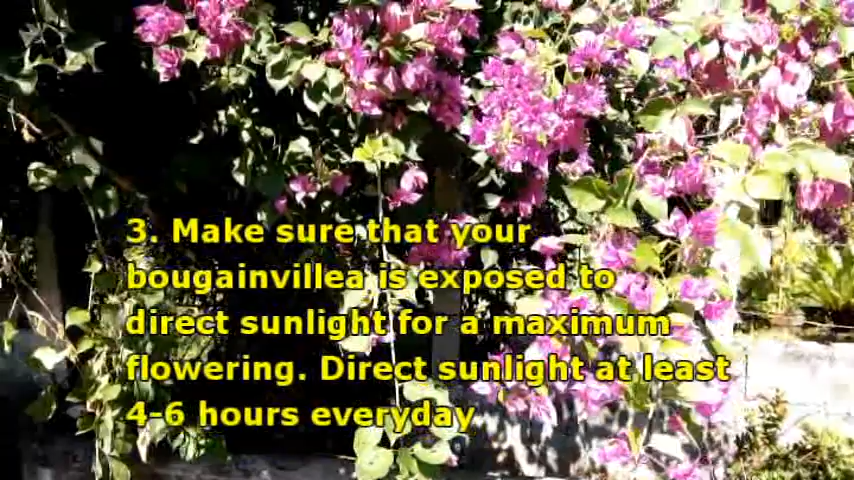 3. Make sure that your
bougainvillea is exposed to
direct sunlight for a maximum
flowering. Direct sunlight at least
4-6 hours everyday